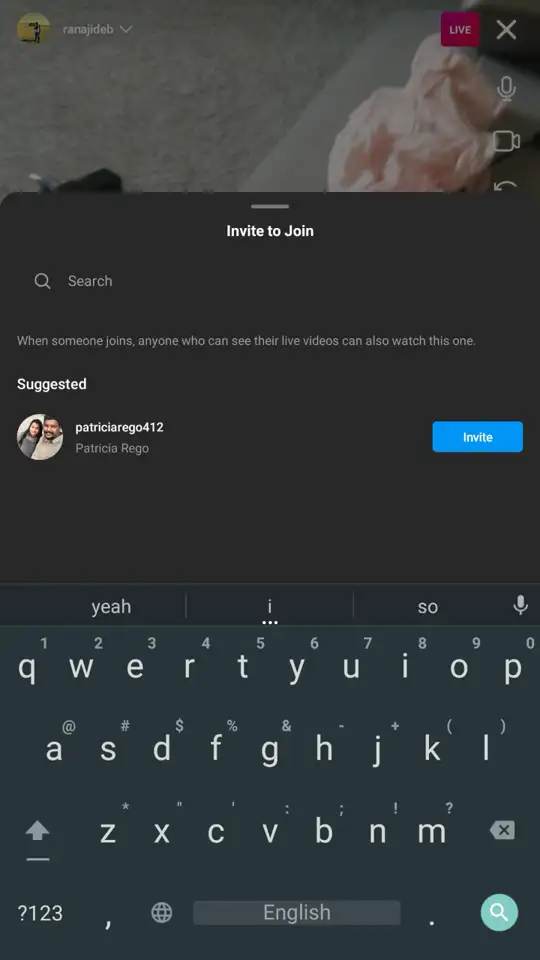 ranajideb
LIVE
Invite to Join
Search
When someone joins, anyone who can see their live videos can also watch this one.
Suggested
patriciarego412
Patricia Rego
Invite
yeah i so
1 2 3 4 5 6 7 8 9 0
q w e r t y u i o p
@ # $ % & - + ( )
a s d f g h j k l
* " ' : ; ! ?
z x c v b n m
?123 , English .